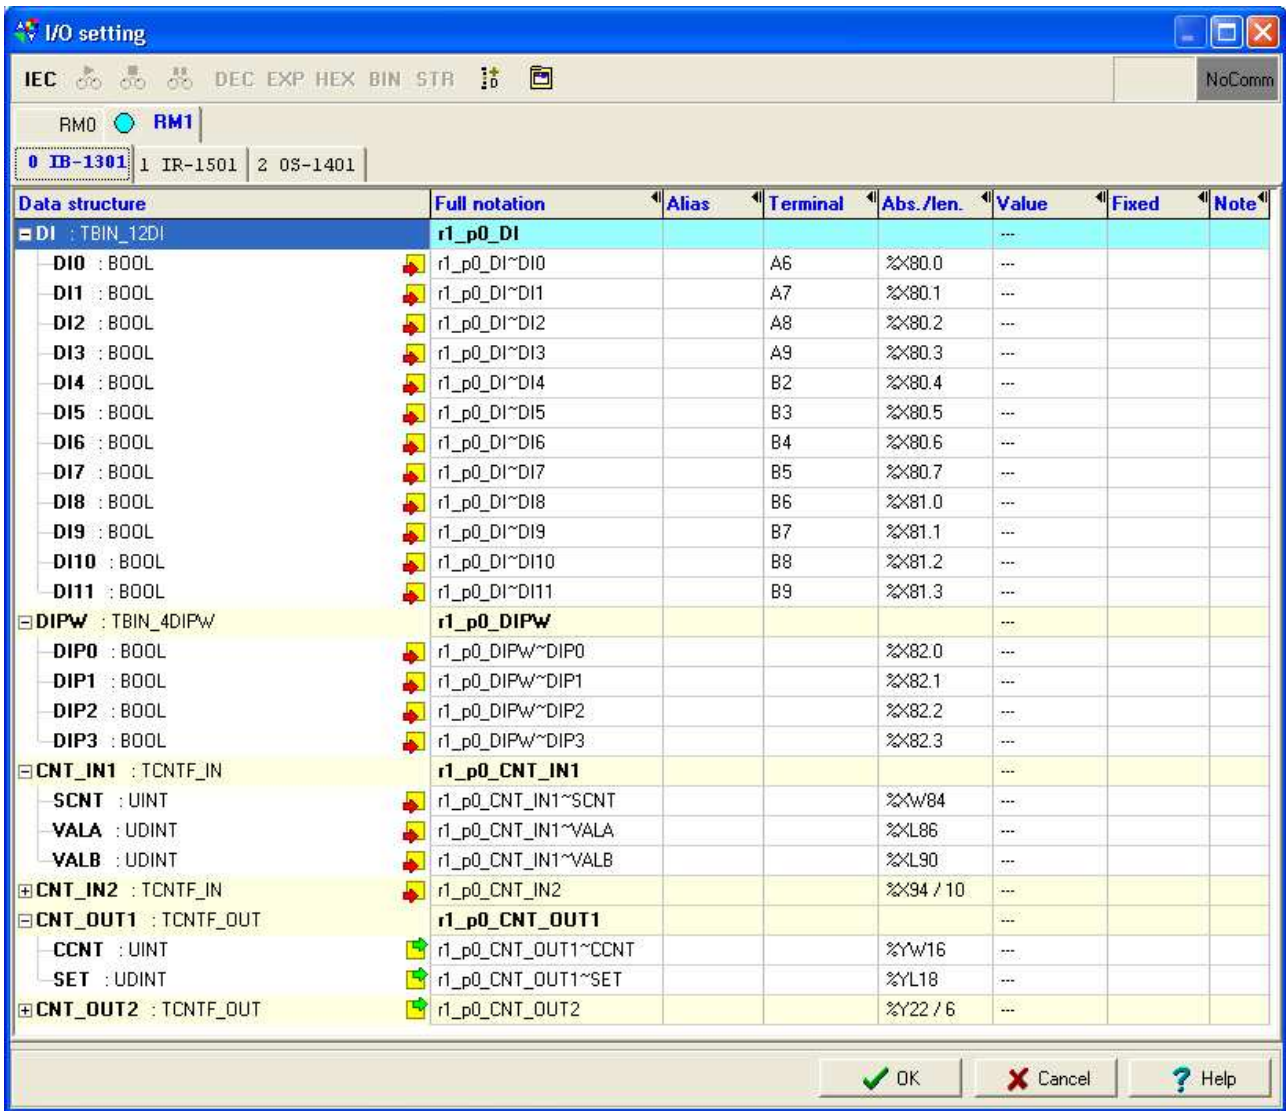 I/O setting
IEC DEC EXP HEX BIN STR NoComm
RM0 RM1
0 IB-1301 1 IR-1501 2 OS-1401
Data structure Full notation Alias Terminal Abs./len. Value Fixed Note
DI : TBIN_12DI r1_p0_DI ---
DI0 : BOOL r1_p0_DI~DI0 A6 %X80.0 ---
DI1 : BOOL r1_p0_DI~DI1 A7 %X80.1 ---
DI2 : BOOL r1_p0_DI~DI2 A8 %X80.2 ---
DI3 : BOOL r1_p0_DI~DI3 A9 %X80.3 ---
DI4 : BOOL r1_p0_DI~DI4 B2 %X80.4 ---
DI5 : BOOL r1_p0_DI~DI5 B3 %X80.5 ---
DI6 : BOOL r1_p0_DI~DI6 B4 %X80.6 ---
DI7 : BOOL r1_p0_DI~DI7 B5 %X80.7 ---
DI8 : BOOL r1_p0_DI~DI8 B6 %X81.0 ---
DI9 : BOOL r1_p0_DI~DI9 B7 %X81.1 ---
DI10 : BOOL r1_p0_DI~DI10 B8 %X81.2 ---
DI11 : BOOL r1_p0_DI~DI11 B9 %X81.3 ---
DIPW : TBIN_4DIPW r1_p0_DIPW ---
DIP0 : BOOL r1_p0_DIPW~DIP0 %X82.0 ---
DIP1 : BOOL r1_p0_DIPW~DIP1 %X82.1 ---
DIP2 : BOOL r1_p0_DIPW~DIP2 %X82.2 ---
DIP3 : BOOL r1_p0_DIPW~DIP3 %X82.3 ---
CNT_IN1 : TCNTF_IN r1_p0_CNT_IN1 ---
SCNT : UINT r1_p0_CNT_IN1~SCNT %XW84 ---
VALA : UDINT r1_p0_CNT_IN1~VALA %XL86 ---
VALB : UDINT r1_p0_CNT_IN1~VALB %XL90 ---
CNT_IN2 : TCNTF_IN r1_p0_CNT_IN2 %X94 / 10 ---
CNT_OUT1 : TCNTF_OUT r1_p0_CNT_OUT1 ---
CCNT : UINT r1_p0_CNT_OUT1~CCNT %YW16 ---
SET : UDINT r1_p0_CNT_OUT1~SET %YL18 ---
CNT_OUT2 : TCNTF_OUT r1_p0_CNT_OUT2 %Y22 / 6 ---
OK Cancel Help